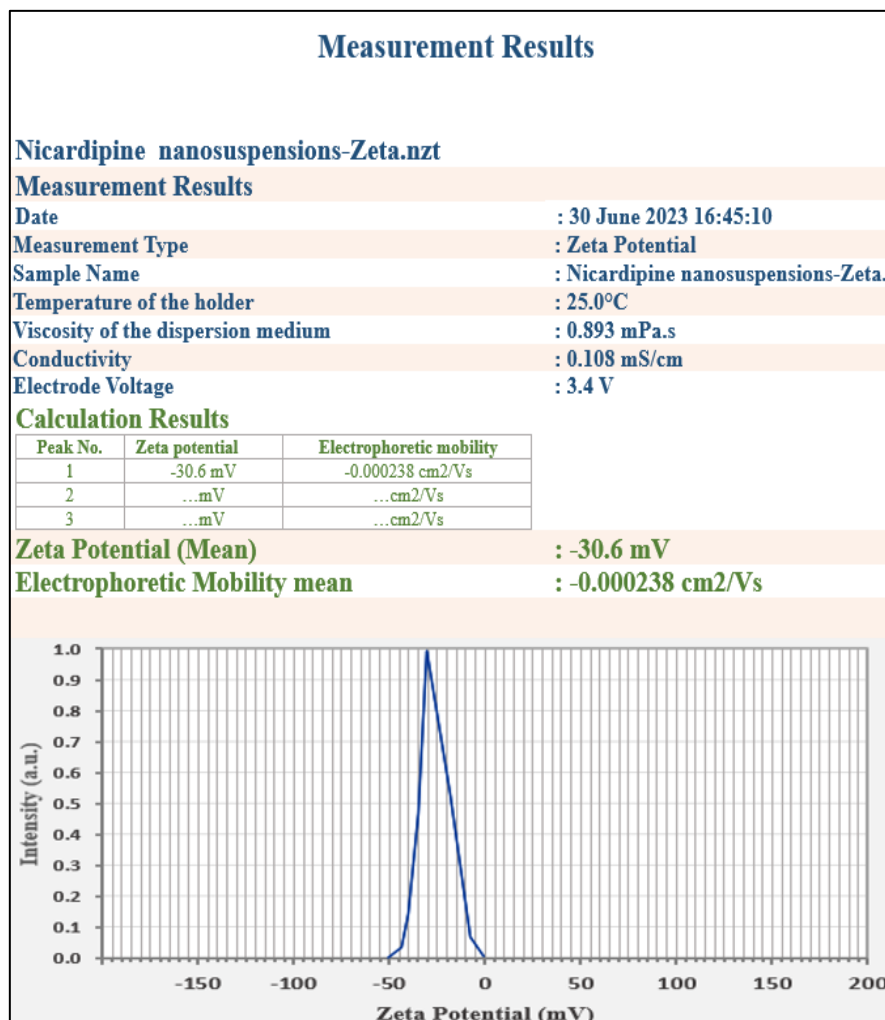 Measurement Results
Nicardipine nanosuspensions-Zeta.nzt
Measurement Results
Date : 30 June 2023 16:45:10
Measurement Type : Zeta Potential
Sample Name : Nicardipine nanosuspensions-Zeta.
Temperature of the holder : 25.0°C
Viscosity of the dispersion medium : 0.893 mPa.s
Conductivity : 0.108 mS/cm
Electrode Voltage : 3.4 V
Calculation Results
Peak No. Zeta potential Electrophoretic mobility
1 -30.6 mV -0.000238 cm2/Vs
2 ...mV ...cm2/Vs
3 ...mV ...cm2/Vs
Zeta Potential (Mean) : -30.6 mV
Electrophoretic Mobility mean : -0.000238 cm2/Vs
1.0
0.9
0.8
0.7
0.6
0.5
0.4
0.3
0.2
0.1
0.0
Intensity (a.u.)
-150 -100 -50 0 50 100 150 200
Zeta Potential (mV)